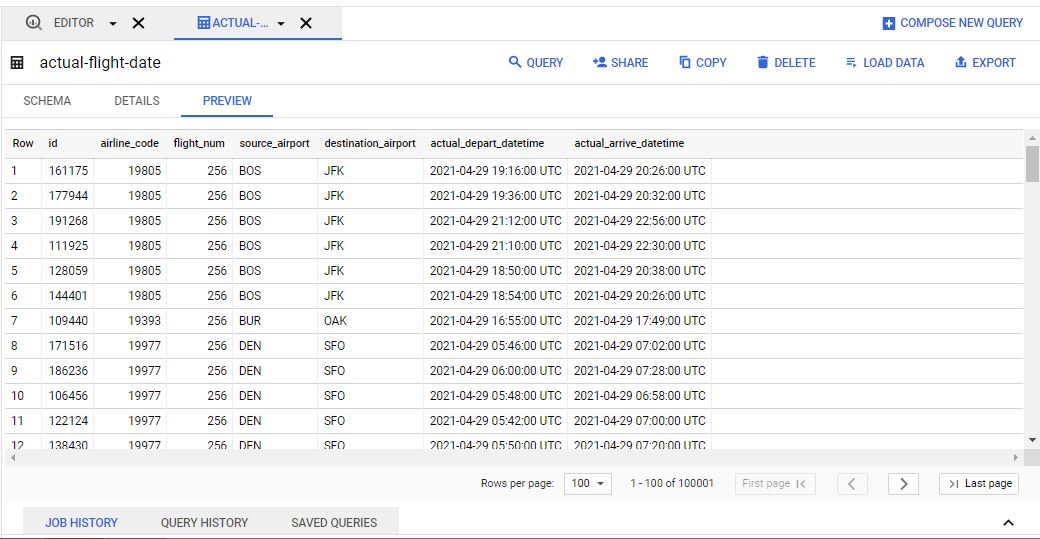 EDITOR ACTUAL-... COMPOSE NEW QUERY
actual-flight-date QUERY SHARE COPY DELETE LOAD DATA EXPORT
SCHEMA DETAILS PREVIEW
Row id airline_code flight_num source_airport destination_airport actual_depart_datetime actual_arrive_datetime
1 161175 19805 256 BOS JFK 2021-04-29 19:16:00 UTC 2021-04-29 20:26:00 UTC
2 177944 19805 256 BOS JFK 2021-04-29 19:36:00 UTC 2021-04-29 20:32:00 UTC
3 191268 19805 256 BOS JFK 2021-04-29 21:12:00 UTC 2021-04-29 22:56:00 UTC
4 111925 19805 256 BOS JFK 2021-04-29 21:10:00 UTC 2021-04-29 22:30:00 UTC
5 128059 19805 256 BOS JFK 2021-04-29 18:50:00 UTC 2021-04-29 20:38:00 UTC
6 144401 19805 256 BOS JFK 2021-04-29 18:54:00 UTC 2021-04-29 20:26:00 UTC
7 109440 19393 256 BUR OAK 2021-04-29 16:55:00 UTC 2021-04-29 17:49:00 UTC
8 171516 19977 256 DEN SFO 2021-04-29 05:46:00 UTC 2021-04-29 07:02:00 UTC
9 186236 19977 256 DEN SFO 2021-04-29 06:00:00 UTC 2021-04-29 07:28:00 UTC
10 106456 19977 256 DEN SFO 2021-04-29 05:48:00 UTC 2021-04-29 06:58:00 UTC
11 122124 19977 256 DEN SFO 2021-04-29 05:42:00 UTC 2021-04-29 07:00:00 UTC
12 138430 19977 256 DEN SFO 2021-04-29 05:50:00 UTC 2021-04-29 07:20:00 UTC
Rows per page: 100 1 - 100 of 100001 First page Last page
JOB HISTORY QUERY HISTORY SAVED QUERIES